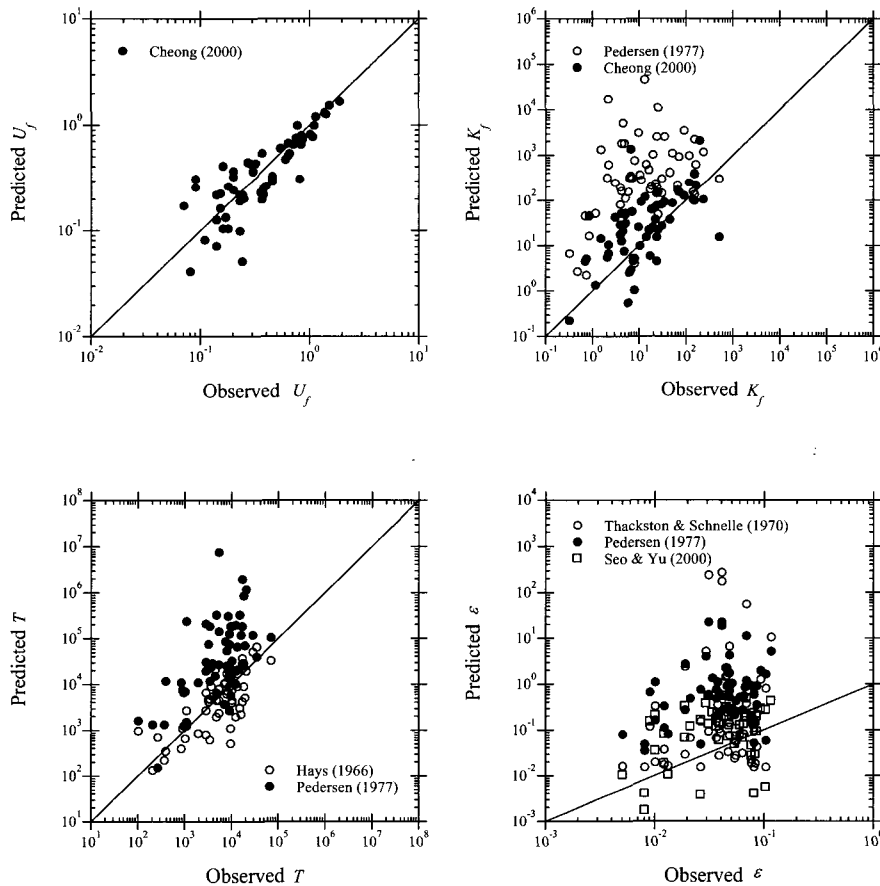 10^1
Cheong (2000)
10^0
Predicted U_f
10^-1
10^-2
10^-2 10^-1 10^0 10^1
Observed U_f
10^6
Pedersen (1977)
Cheong (2000)
10^5
10^4
10^3
Predicted K_f
10^2
10^1
10^0
10^-1
10^-1 10^0 10^1 10^2 10^3 10^4 10^5 10^6
Observed K_f
10^8
10^7
10^6
10^5
Predicted T
10^4
10^3
10^2
10^1
Hays (1966)
Pedersen (1977)
10^1 10^2 10^3 10^4 10^5 10^6 10^7 10^8
Observed T
10^4
Thackston & Schnelle (1970)
Pedersen (1977)
Seo & Yu (2000)
10^3
10^2
10^1
Predicted ε
10^0
10^-1
10^-2
10^-3
10^-3 10^-2 10^-1 10^0
Observed ε